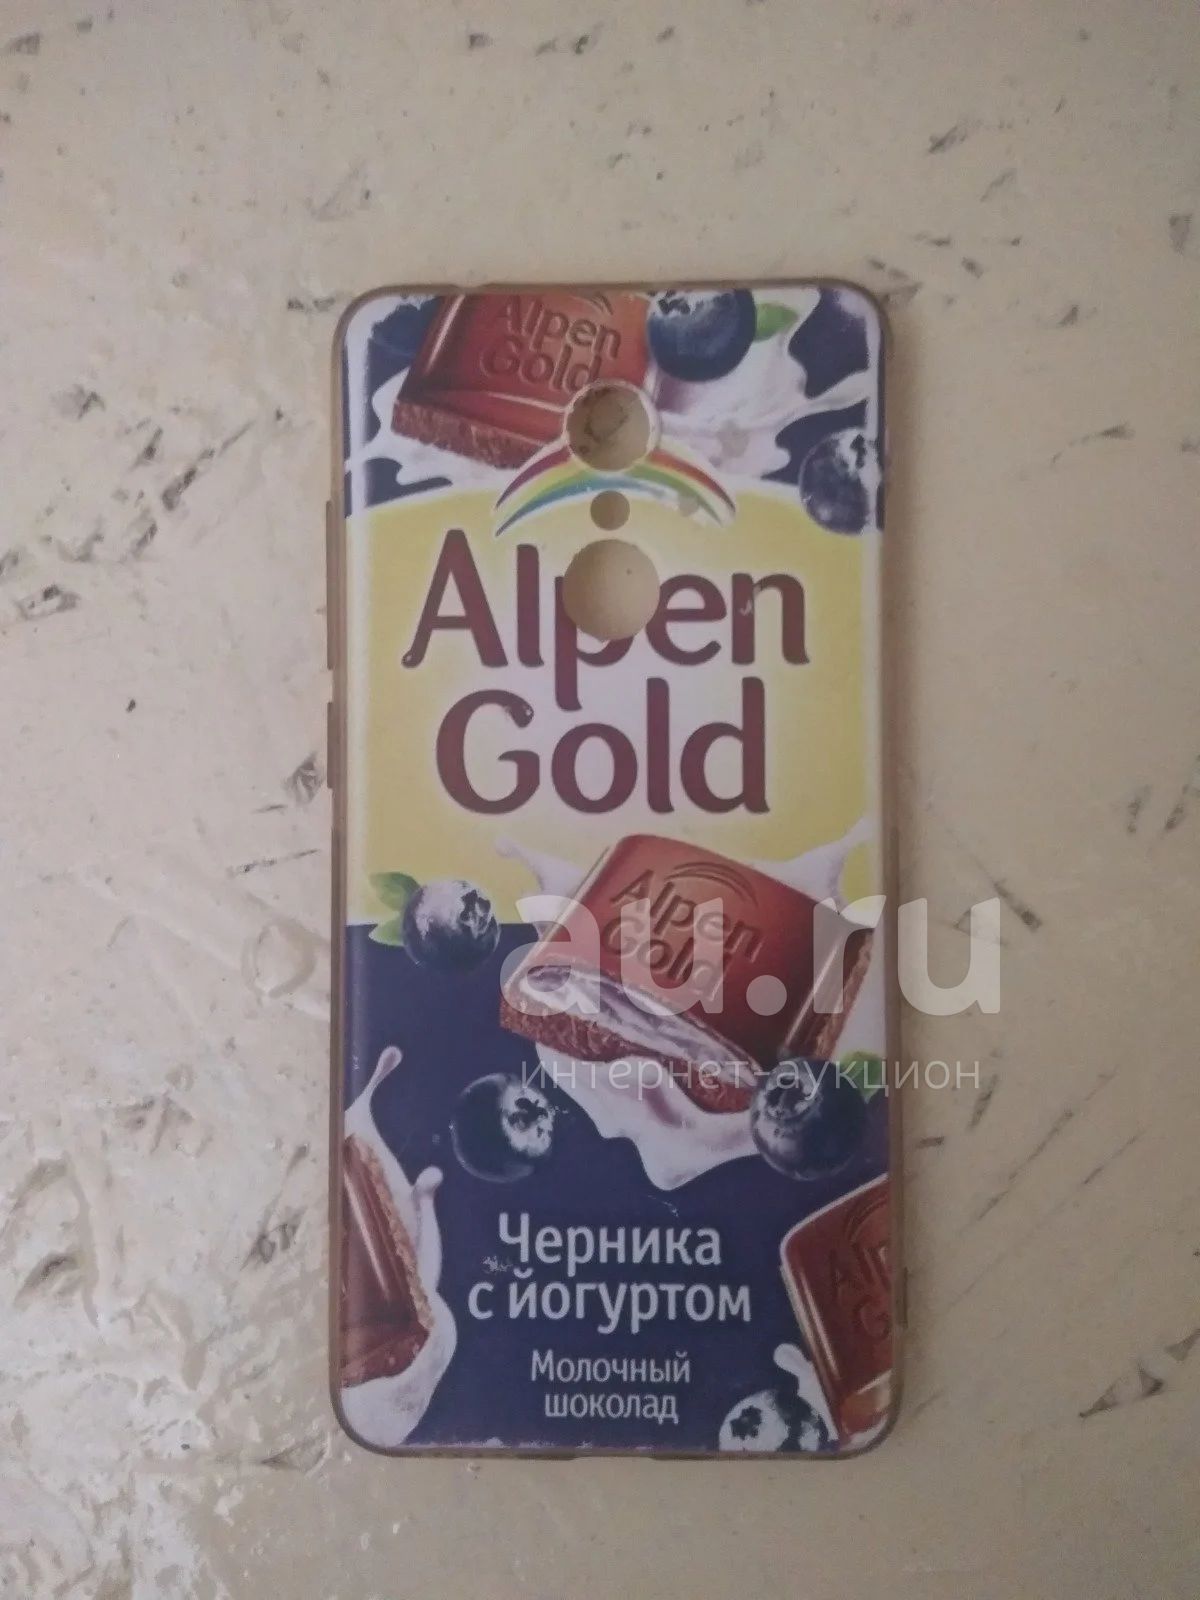 Alpen
Gold
Alpen
Gold
Alpen
Gold
au.ru
интернет-аукцион
Черника
с йогуртом
Молочный
шоколад